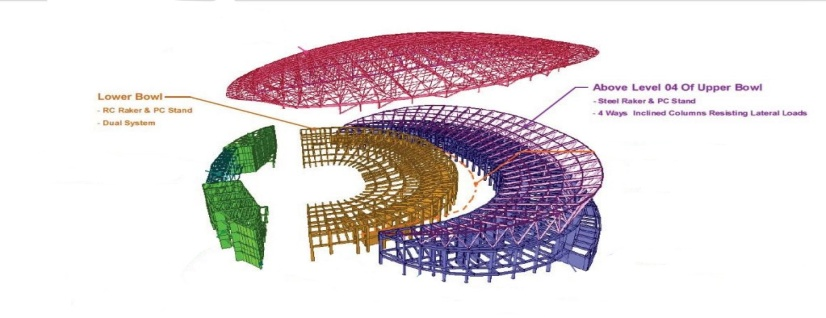 Lower Bowl
- RC Raker & PC Stand
- Dual System
Above Level 04 Of Upper Bowl
- Steel Raker & PC Stand
- 4 Ways Inclined Columns Resisting Lateral Loads